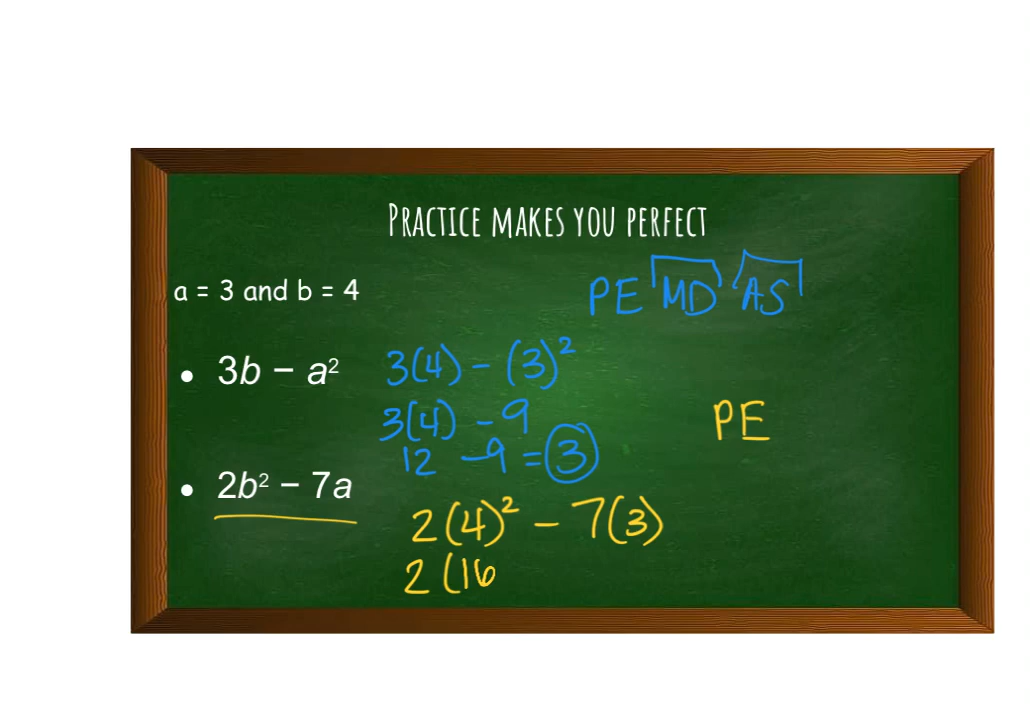 PRACTICE MAKES YOU PERFECT
a = 3 and b = 4
PE MD AS
• 3b − a²
3(4) − (3)²
3(4) − 9
PE
12 − 9 = 3
• 2b² − 7a
2(4)² − 7(3)
2(16